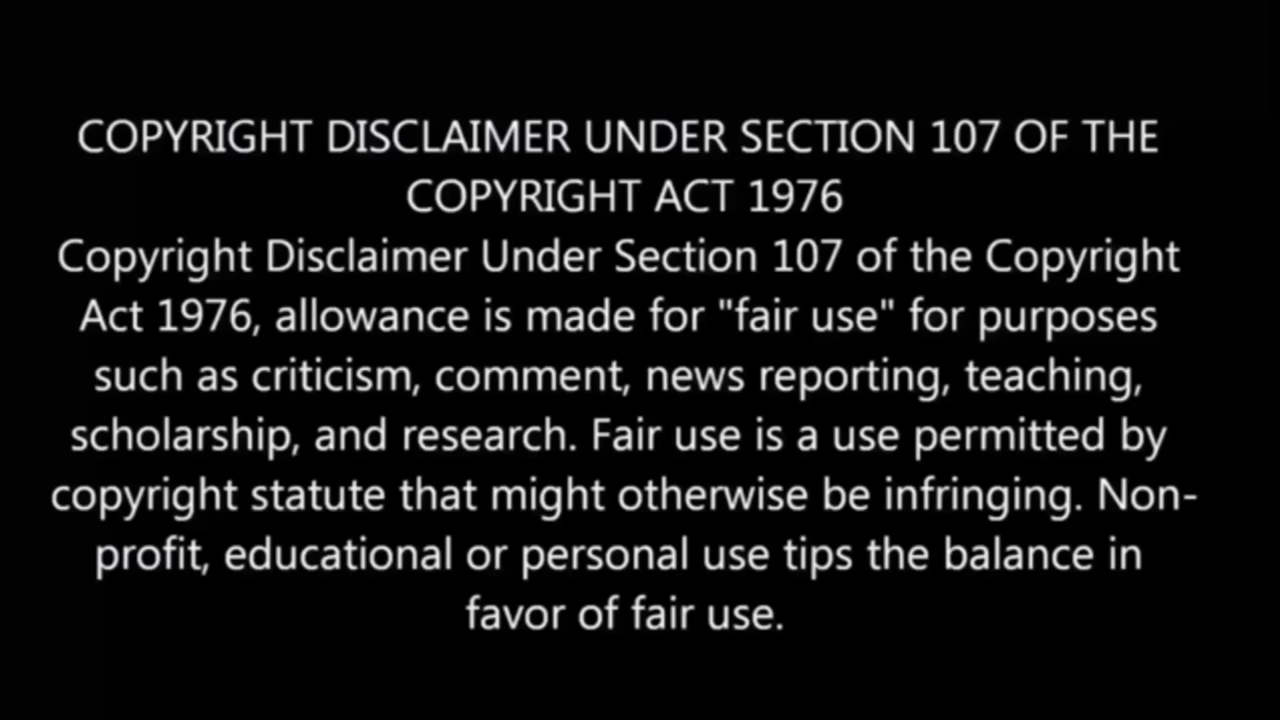 COPYRIGHT DISCLAIMER UNDER SECTION 107 OF THE
COPYRIGHT ACT 1976
Copyright Disclaimer Under Section 107 of the Copyright
Act 1976, allowance is made for "fair use" for purposes
such as criticism, comment, news reporting, teaching,
scholarship, and research. Fair use is a use permitted by
copyright statute that might otherwise be infringing. Non-
profit, educational or personal use tips the balance in
favor of fair use.